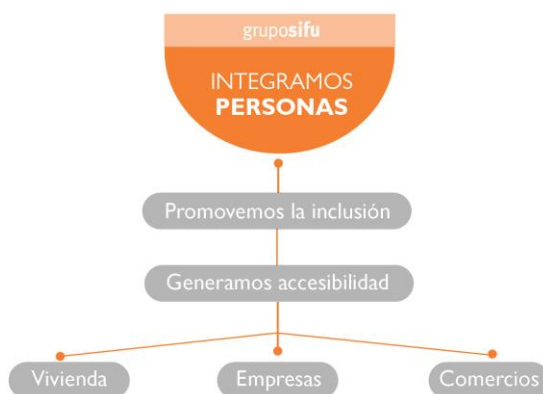 gruposifu
INTEGRAMOS
PERSONAS
Promovemos la inclusión
Generamos accesibilidad
Vivienda
Empresas
Comercios